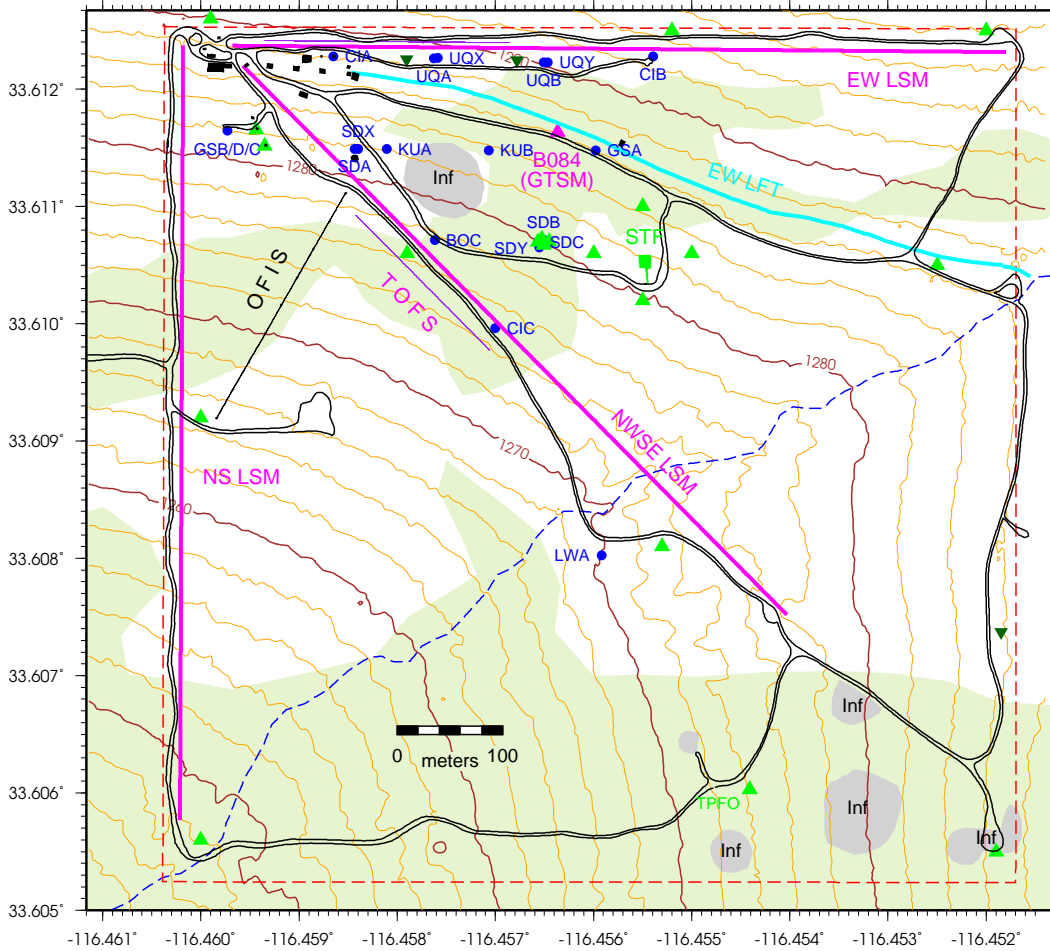 CIA
UQX
UQA
UQY
UQB
CIB
1290
EW LSM
33.612°
GSB/D/C
SDX
SDA
KUA
KUB
GSA
B084
(GTSM)
EW LFT
1280
Inf
33.611°
SDB
SDY
SDC
BOC
STF
OFIS
TOFS
33.610°
CIC
1280
33.609°
NWSE LSM
1270
NS LSM
1260
33.608°
LWA
33.607°
Inf
0 meters 100
33.606°
TPFO
Inf
Inf
Inf
33.605°
-116.461° -116.460° -116.459° -116.458° -116.457° -116.456° -116.455° -116.454° -116.453° -116.452°